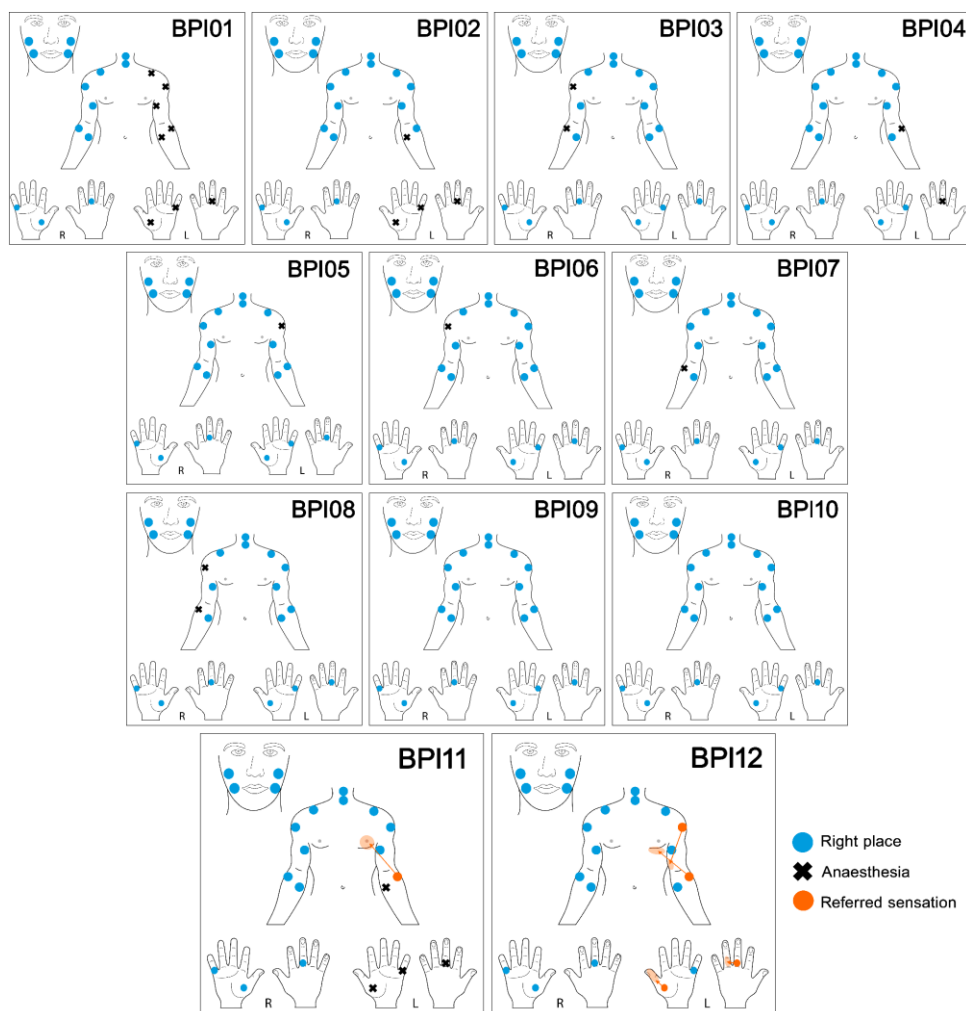 BPI01
BPI02
BPI03
BPI04
R
L
R
L
R
L
R
L
BPI05
BPI06
BPI07
R
L
R
L
R
L
BPI08
BPI09
BPI10
R
L
R
L
R
L
BPI11
BPI12
Right place
Anaesthesia
Referred sensation
R
L
R
L